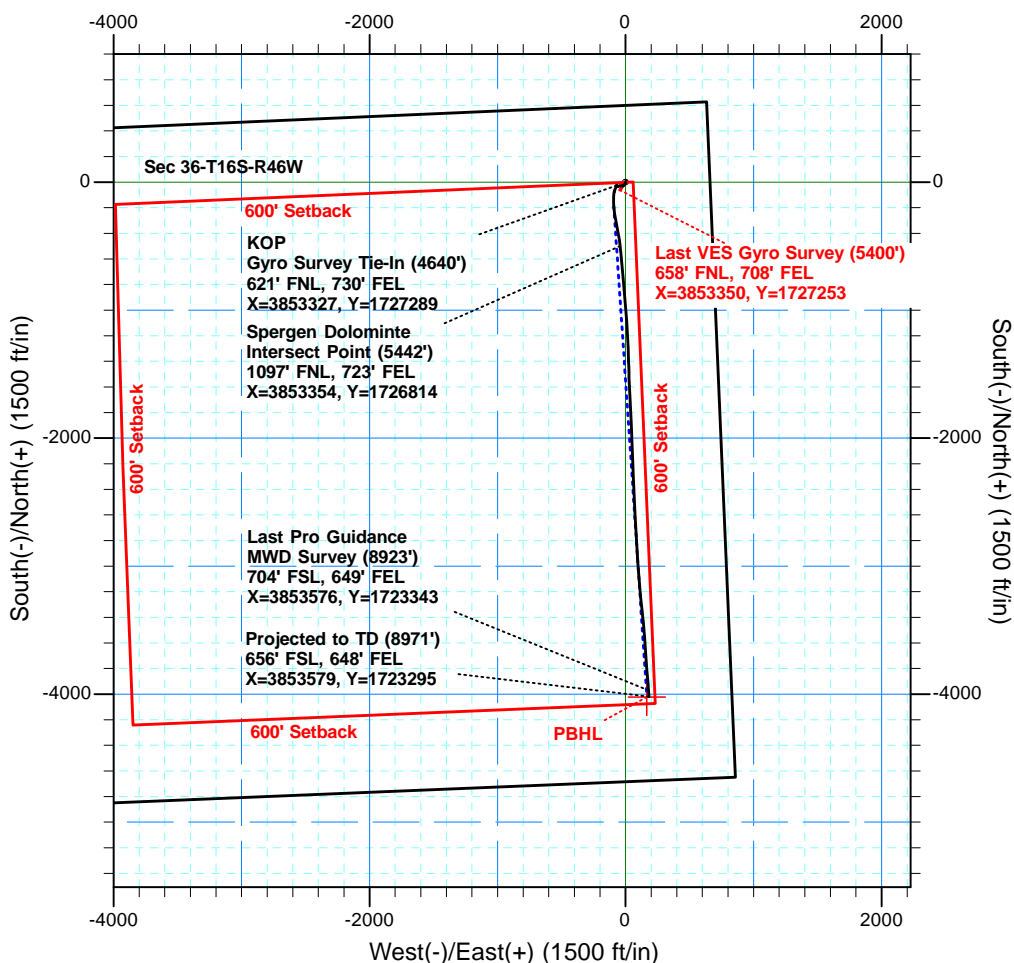 -4000 -2000 0 2000
Sec 36-T16S-R46W
0 0
600' Setback
KOP
Gyro Survey Tie-In (4640')
621' FNL, 730' FEL
X=3853327, Y=1727289
Last VES Gyro Survey (5400')
658' FNL, 708' FEL
X=3853350, Y=1727253
Spergen Dolominte
Intersect Point (5442')
1097' FNL, 723' FEL
X=3853354, Y=1726814
South(-)/North(+) (1500 ft/in)
South(-)/North(+) (1500 ft/in)
600' Setback
600' Setback
-2000 -2000
Last Pro Guidance
MWD Survey (8923')
704' FSL, 649' FEL
X=3853576, Y=1723343
Projected to TD (8971')
656' FSL, 648' FEL
X=3853579, Y=1723295
-4000 -4000
600' Setback
PBHL
-4000 -2000 0 2000
West(-)/East(+) (1500 ft/in)